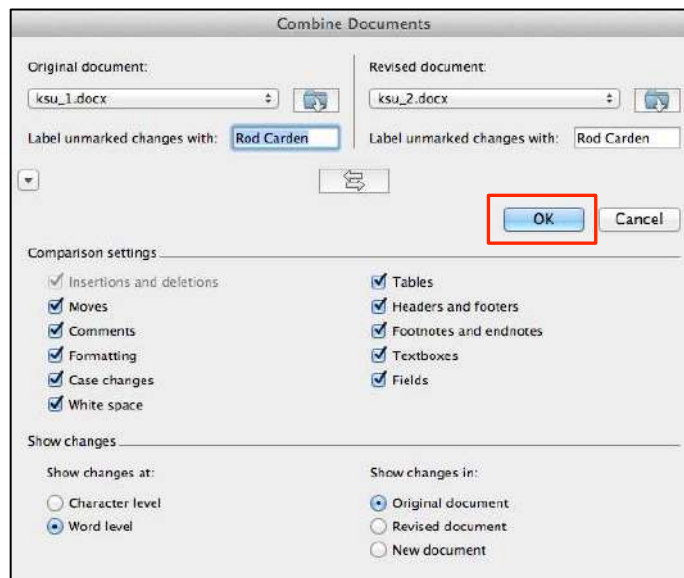 Combine Documents
Original document:
Revised document:
ksu_1.docx
ksu_2.docx
Label unmarked changes with: Rod Carden
Label unmarked changes with: Rod Carden
OK
Cancel
Comparison settings
Insertions and deletions
Moves
Comments
Formatting
Case changes
White space
Tables
Headers and footers
Footnotes and endnotes
Textboxes
Fields
Show changes
Show changes at:
Character level
Word level
Show changes in:
Original document
Revised document
New document